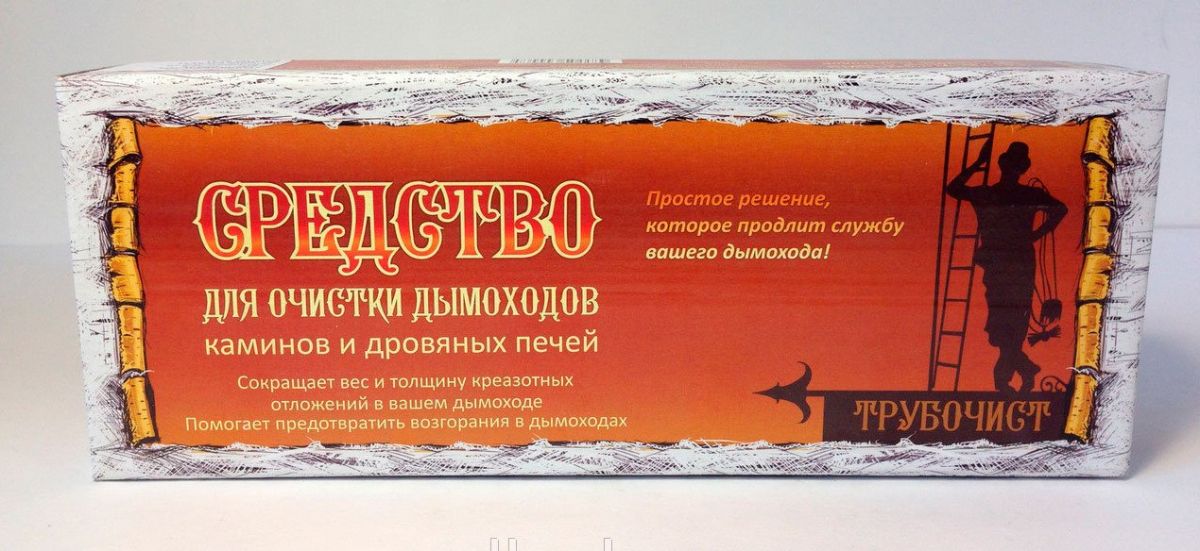 СРЕДСТВО
ДЛЯ ОЧИСТКИ ДЫМОХОДОВ
каминов и дровяных печей
Сокращает вес и толщину креазотных
отложений в вашем дымоходе
Помогает предотвратить возгорания в дымоходах
Простое решение,
которое продлит службу
вашего дымохода!
ТРУБОЧИСТ